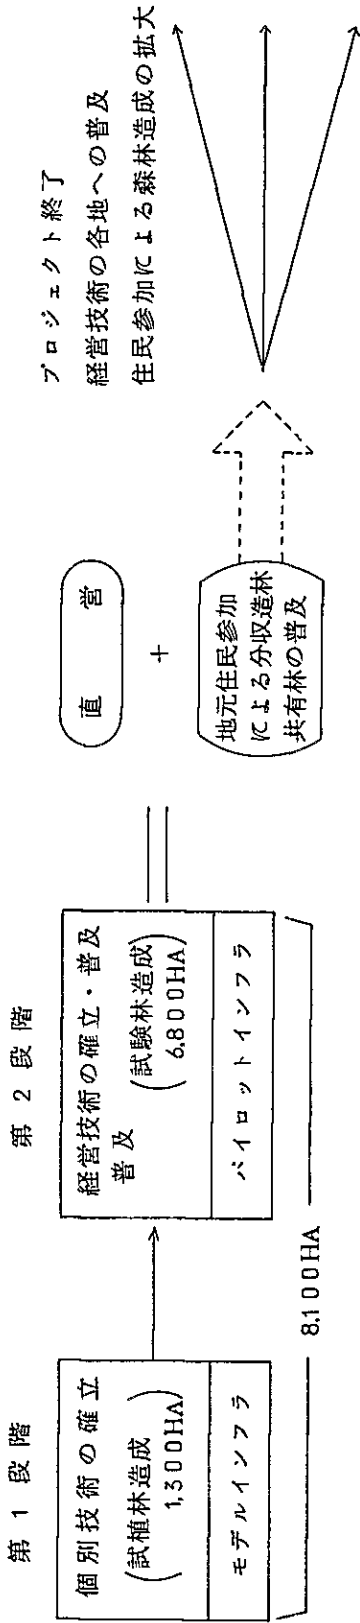 第1段階
個別技術の確立
(試植林造成)
1,300HA
モデルインフラ
第2段階
経営技術の確立・普及
普及
(試験林造成)
6,800HA
パイロットインフラ
8,100HA
直営
+
地元住民参加
による分収造林
共有林の普及
プロジェクト終了
経営技術の各地への普及
住民参加による森林造成の拡大